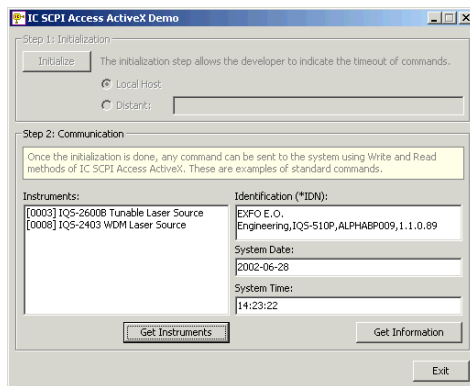 IC SCPI Access ActiveX Demo
Step 1: Initialization
Initialize
The initialization step allows the developer to indicate the timeout of commands.
Local Host
Distant:
Step 2: Communication
Once the initialization is done, any command can be sent to the system using Write and Read
methods of IC SCPI Access ActiveX. These are examples of standard commands.
Instruments:
[0003] IQS-2600B Tunable Laser Source
[0008] IQS-2403 WDM Laser Source
Get Instruments
Identification (*IDN):
EXFO E.O.
Engineering,IQS-510P,ALPHABP009,1.1.0.89
System Date:
2002-06-28
System Time:
14:23:22
Get Information
Exit